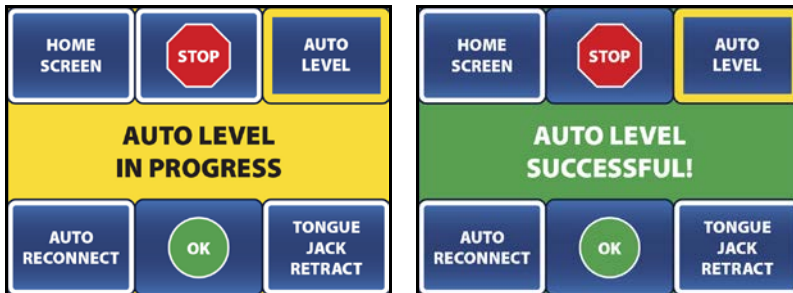 HOME
SCREEN
STOP
AUTO
LEVEL
AUTO LEVEL
IN PROGRESS
AUTO
RECONNECT
OK
TONGUE
JACK
RETRACT
HOME
SCREEN
STOP
AUTO
LEVEL
AUTO LEVEL
SUCCESSFUL!
AUTO
RECONNECT
OK
TONGUE
JACK
RETRACT